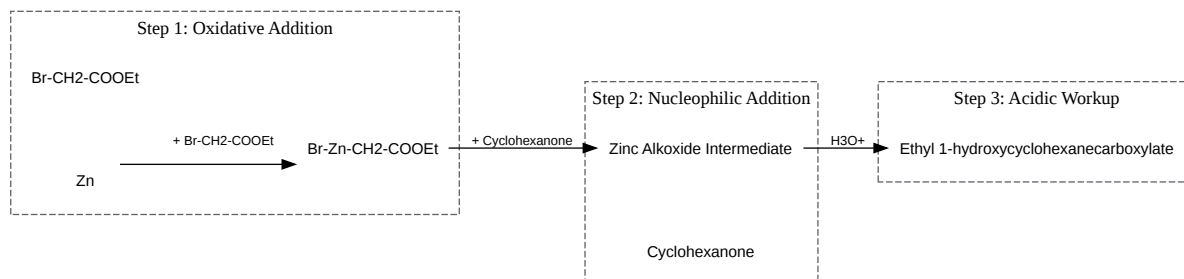 Step 1: Oxidative Addition
Br-CH2-COOEt
+ Br-CH2-COOEt
Zn
Br-Zn-CH2-COOEt
+ Cyclohexanone
Step 2: Nucleophilic Addition
Zinc Alkoxide Intermediate
Cyclohexanone
H3O+
Step 3: Acidic Workup
Ethyl 1-hydroxycyclohexanecarboxylate